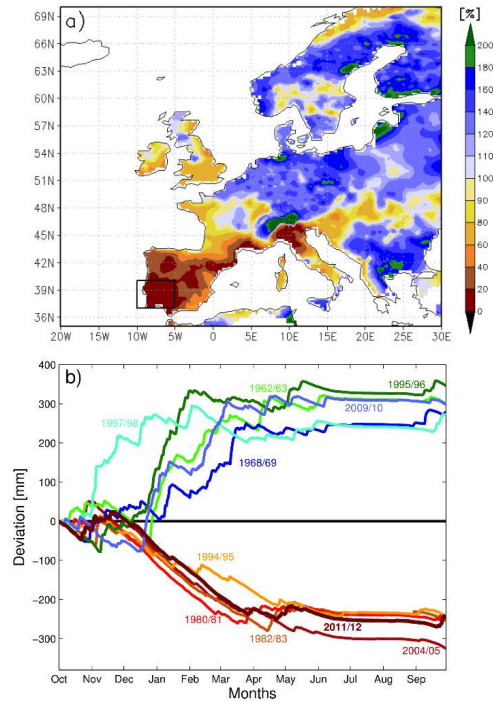 [%]
a)
69N
66N
63N
60N
57N
54N
51N
48N
45N
42N
39N
36N
20W 15W 10W 5W 0 5E 10E 15E 20E 25E 30E
200
180
160
140
120
110
100
90
80
60
40
20
0
b)
400
300
200
100
0
-100
-200
-300
Deviation [mm]
1995/96
1962/63
2009/10
1997/98
1968/69
1994/95
1980/81
2011/12
1982/83
2004/05
Oct Nov Dec Jan Feb Mar Apr May Jun Jul Aug Sep
Months